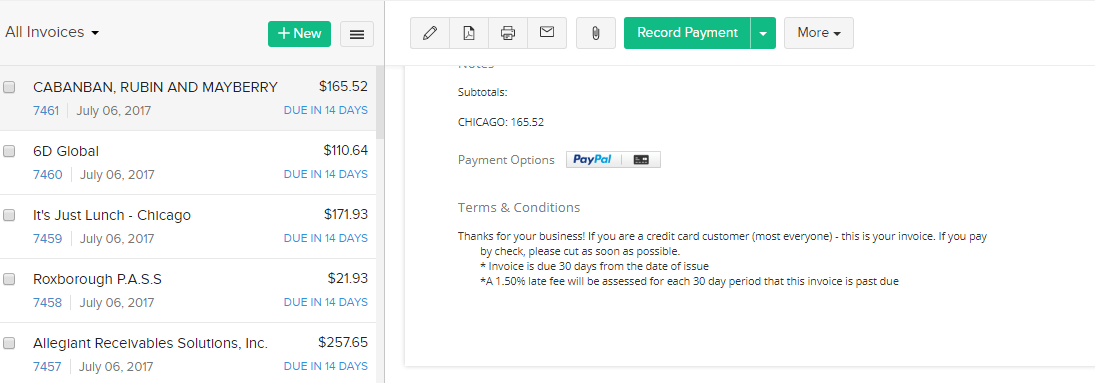 All Invoices
+ New
CABANBAN, RUBIN AND MAYBERRY $165.52
7461 July 06, 2017 DUE IN 14 DAYS
6D Global $110.64
7460 July 06, 2017 DUE IN 14 DAYS
It's Just Lunch - Chicago $171.93
7459 July 06, 2017 DUE IN 14 DAYS
Roxborough P.A.S.S $21.93
7458 July 06, 2017 DUE IN 14 DAYS
Allegiant Receivables Solutions, Inc. $257.65
7457 July 06, 2017 DUE IN 14 DAYS
Record Payment
More
Notes
Subtotals:
CHICAGO: 165.52
Payment Options PayPal
Terms & Conditions
Thanks for your business! If you are a credit card customer (most everyone) - this is your invoice. If you pay
by check, please cut as soon as possible.
* Invoice is due 30 days from the date of issue
*A 1.50% late fee will be assessed for each 30 day period that this invoice is past due